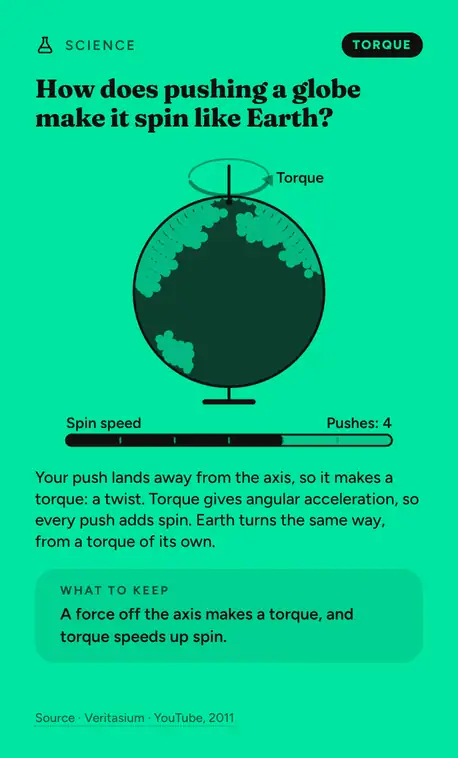 SCIENCE
TORQUE
How does pushing a globe
make it spin like Earth?
Torque
Spin speed
Pushes: 4
Your push lands away from the axis, so it makes a
torque: a twist. Torque gives angular acceleration, so
every push adds spin. Earth turns the same way,
from a torque of its own.
WHAT TO KEEP
A force off the axis makes a torque, and
torque speeds up spin.
Source · Veritasium · YouTube, 2011